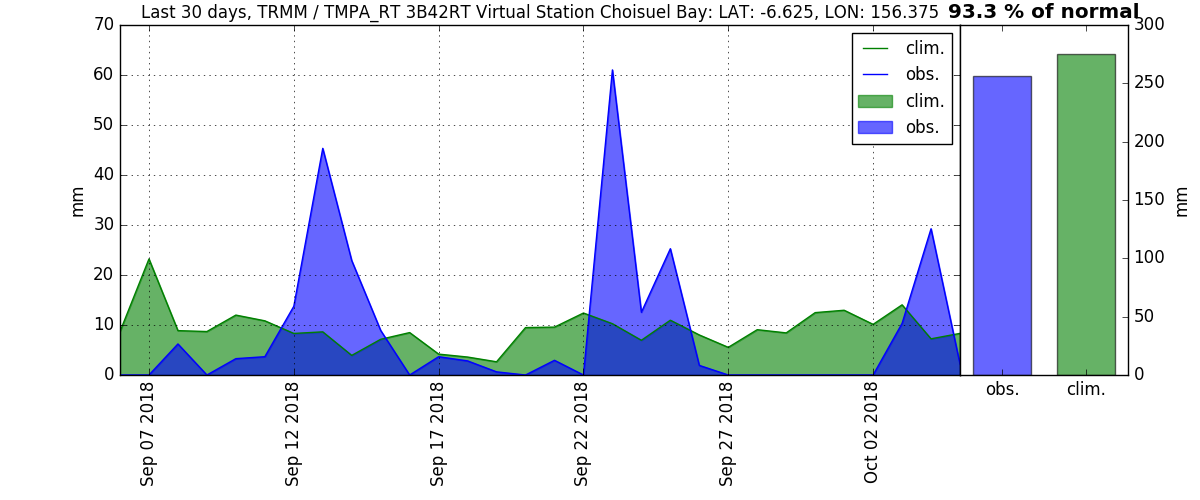 Last 30 days, TRMM / TMPA_RT 3B42RT Virtual Station Choisuel Bay: LAT: -6.625, LON: 156.375
93.3 % of normal
70
60
50
40
30
20
10
0
mm
clim.
obs.
clim.
obs.
300
250
200
150
100
50
0
mm
Sep 07 2018
Sep 12 2018
Sep 17 2018
Sep 22 2018
Sep 27 2018
Oct 02 2018
obs.
clim.